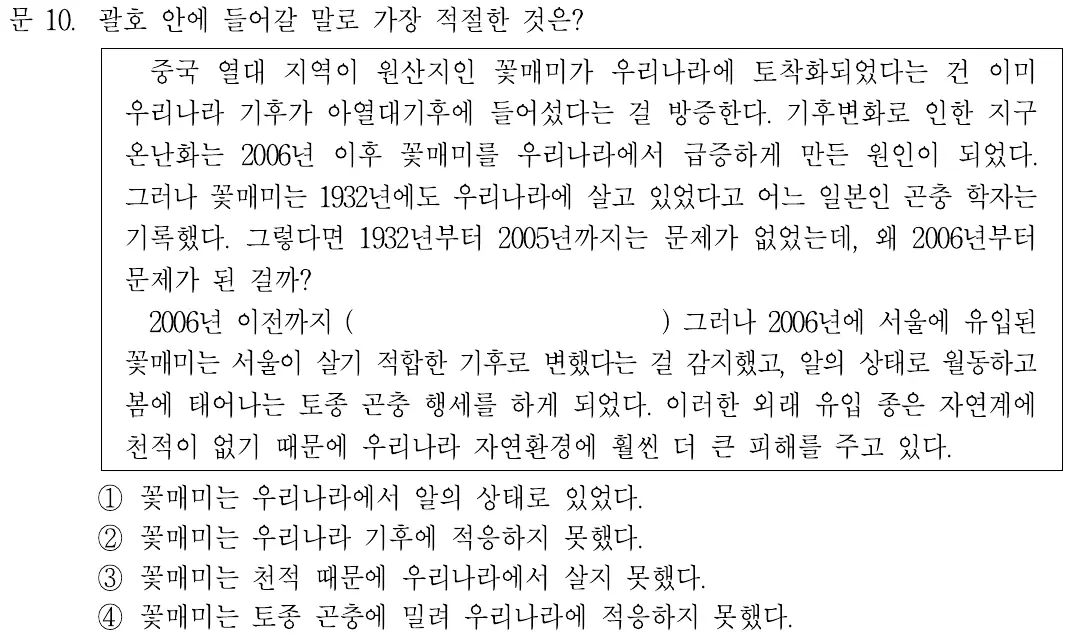 문 10. 괄호 안에 들어갈 말로 가장 적절한 것은?
중국 열대 지역이 원산지인 꽃매미가 우리나라에 토착화되었다는 건 이미
우리나라 기후가 아열대기후에 들어섰다는 걸 방증한다. 기후변화로 인한 지구
온난화는 2006년 이후 꽃매미를 우리나라에서 급증하게 만든 원인이 되었다.
그러나 꽃매미는 1932년에도 우리나라에 살고 있었다고 어느 일본인 곤충 학자는
기록했다. 그렇다면 1932년부터 2005년까지는 문제가 없었는데, 왜 2006년부터
문제가 된 걸까?
2006년 이전까지 ( ) 그러나 2006년에 서울에 유입된
꽃매미는 서울이 살기 적합한 기후로 변했다는 걸 감지했고, 알의 상태로 월동하고
봄에 태어나는 토종 곤충 행세를 하게 되었다. 이러한 외래 유입 종은 자연계에
천적이 없기 때문에 우리나라 자연환경에 훨씬 더 큰 피해를 주고 있다.
① 꽃매미는 우리나라에서 알의 상태로 있었다.
② 꽃매미는 우리나라 기후에 적응하지 못했다.
③ 꽃매미는 천적 때문에 우리나라에서 살지 못했다.
④ 꽃매미는 토종 곤충에 밀려 우리나라에 적응하지 못했다.